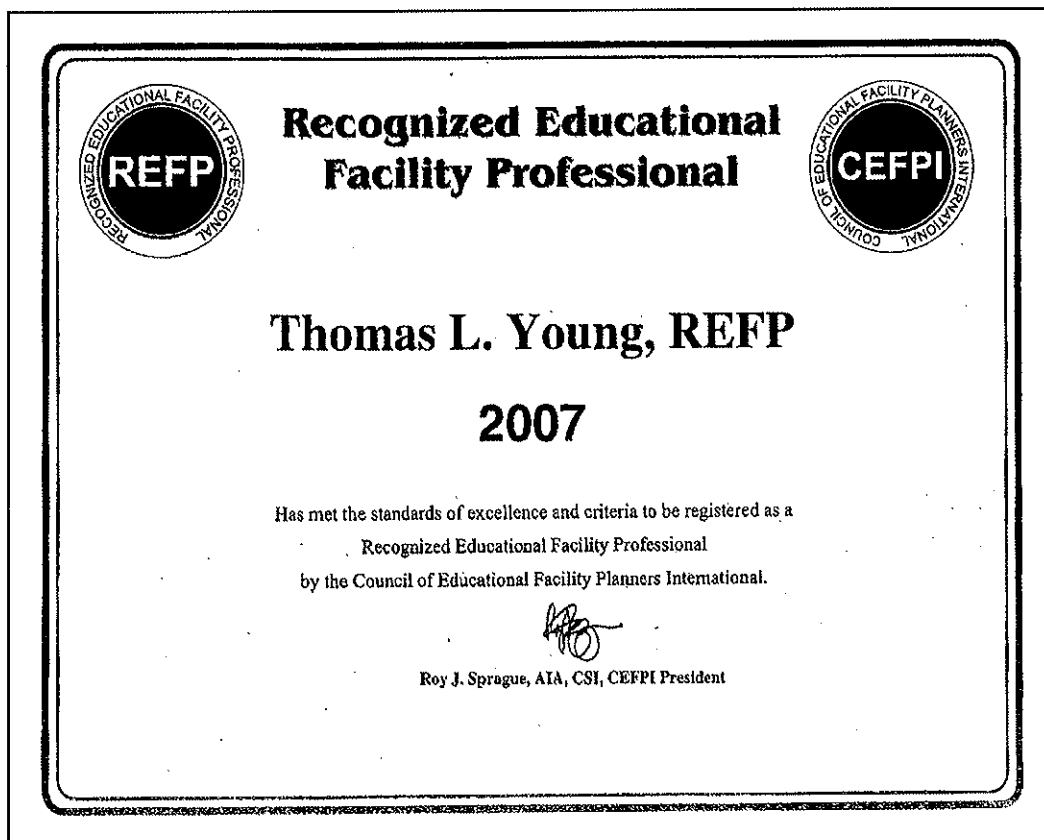 RECOGNIZED EDUCATIONAL FACILITY PROFESSIONAL
REFP
Recognized Educational
Facility Professional
COUNCIL OF EDUCATIONAL FACILITY PLANNERS INTERNATIONAL
CEFPI
Thomas L. Young, REFP
2007
Has met the standards of excellence and criteria to be registered as a
Recognized Educational Facility Professional
by the Council of Educational Facility Planners International.
Roy J. Sprague, AIA, CSI, CEFPI President